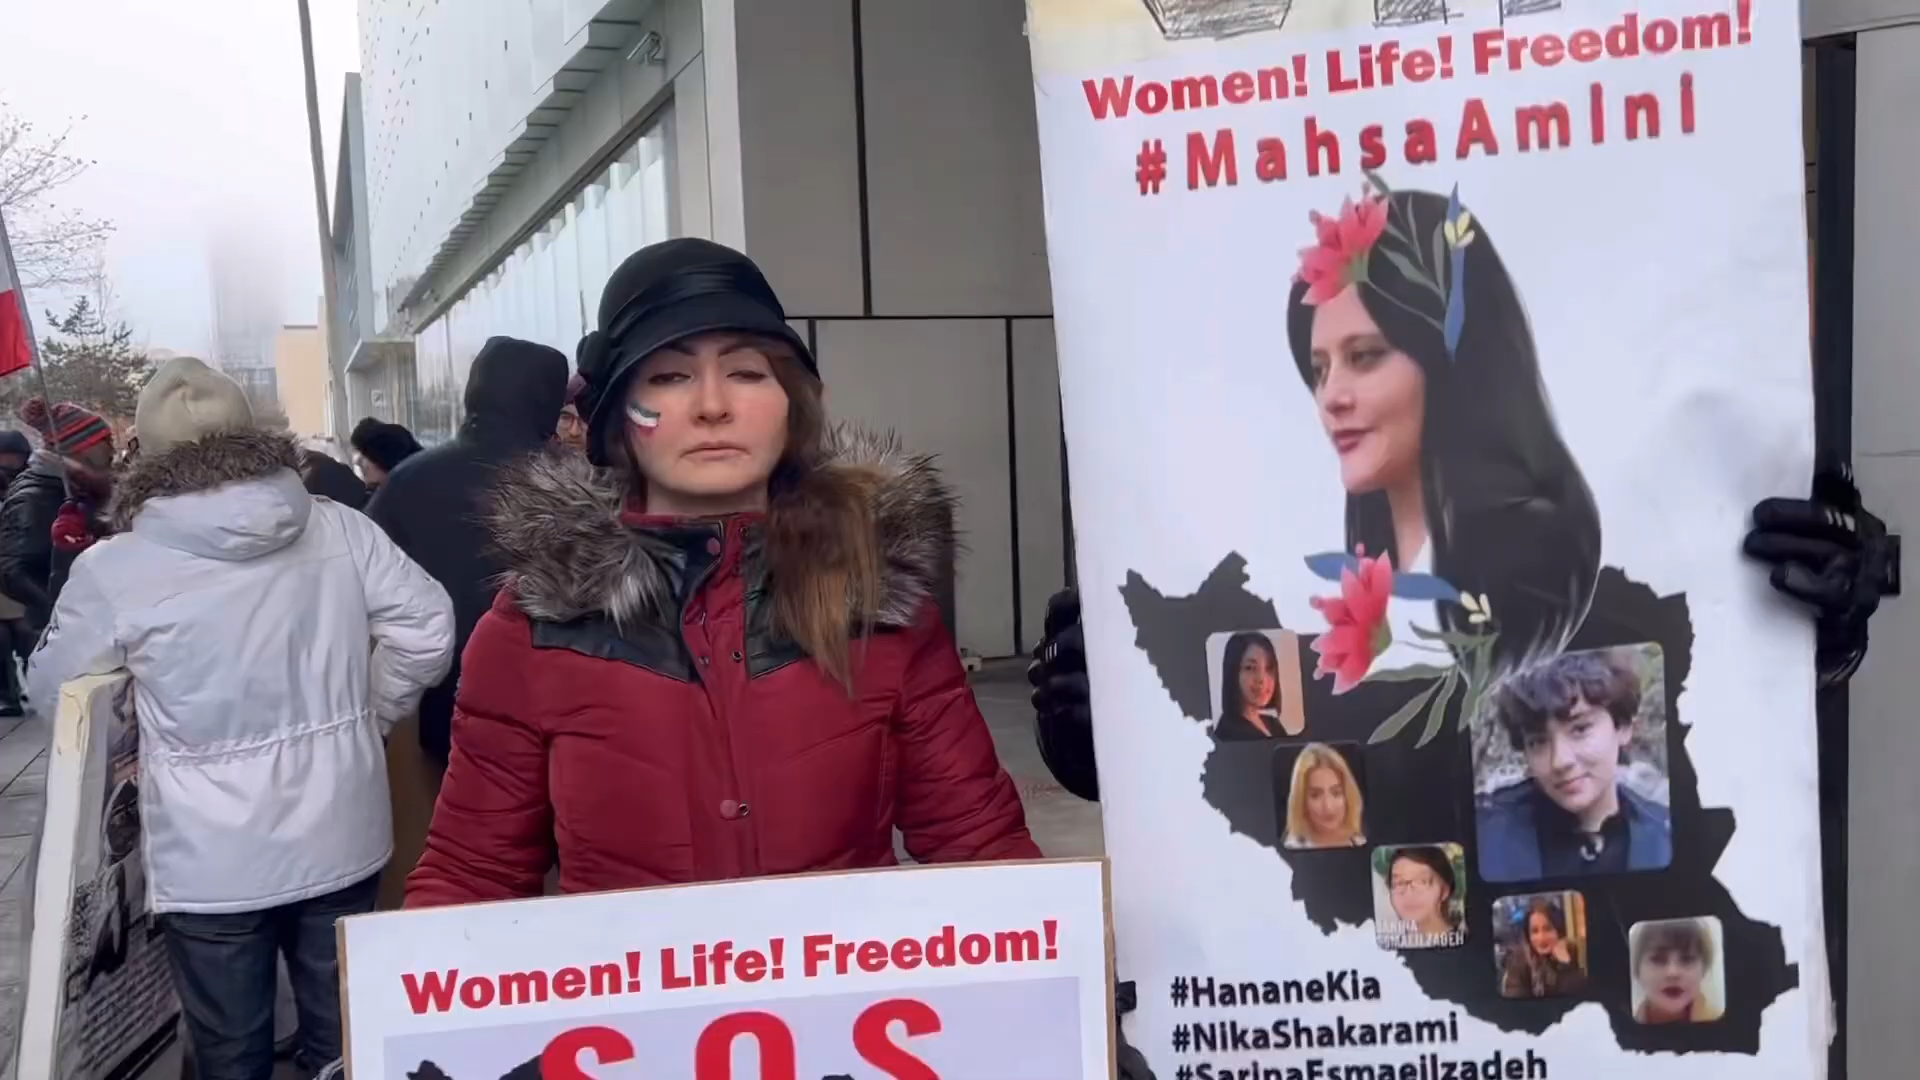 Women! Life! Freedom!
#MahsaAmini
#HananeKia
#NikaShakarami
#SarinaEsmaeilzadeh
Women! Life! Freedom!
SOS